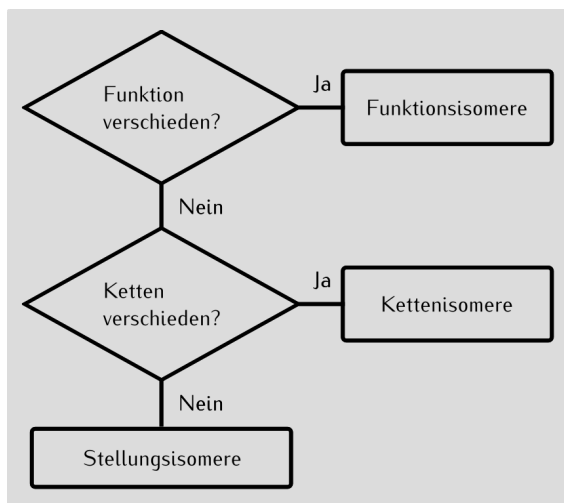 Funktion
verschieden?
Ja
Funktionsisomere
Nein
Ketten
verschieden?
Ja
Kettenisomere
Nein
Stellungsisomere